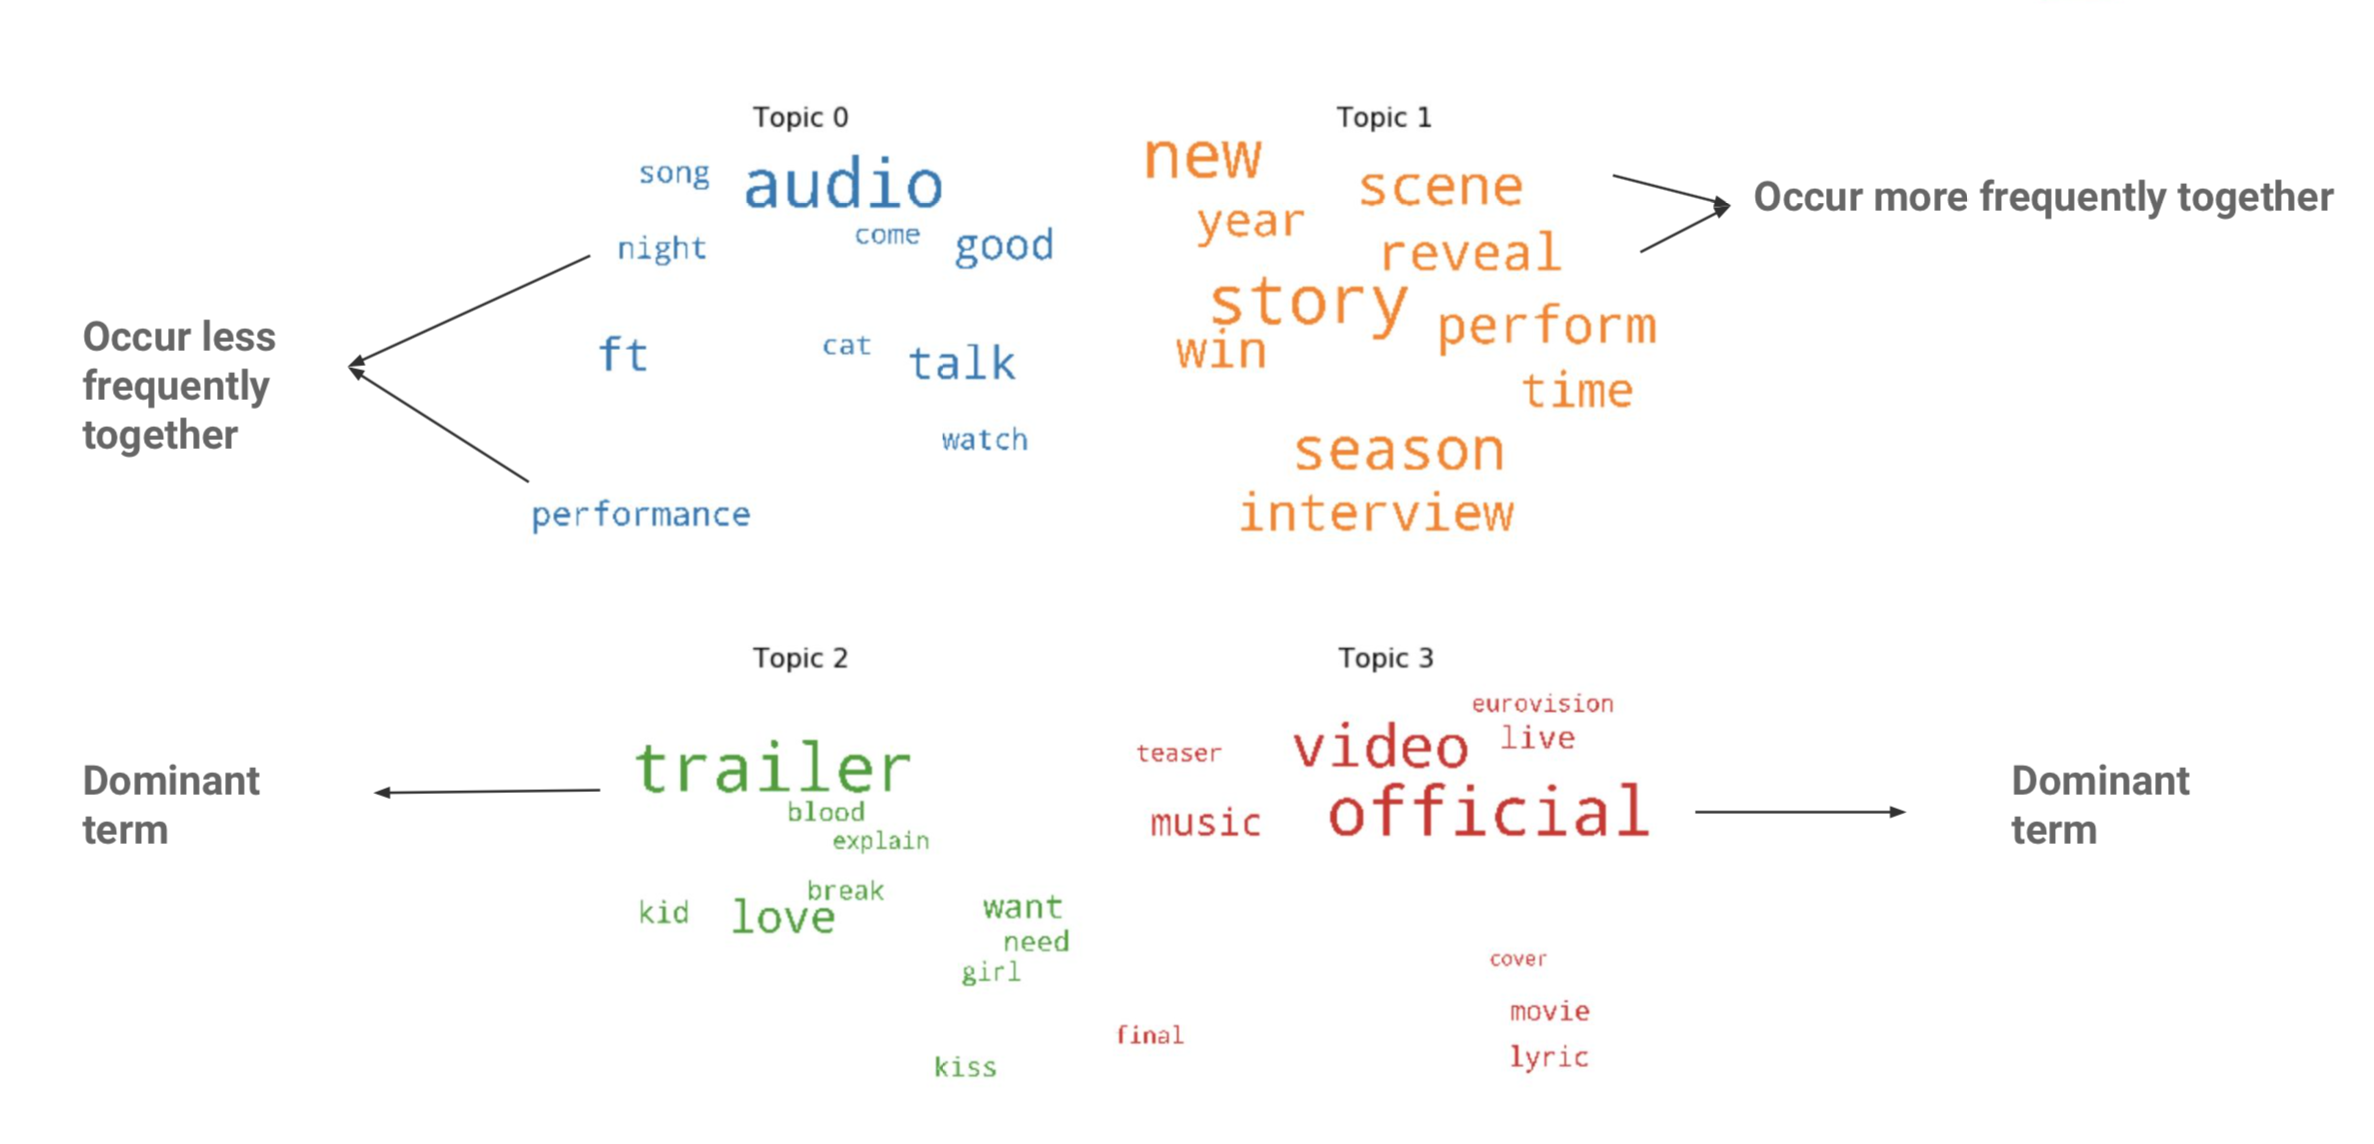 Topic 0
song
audio
come
good
night
ft
cat
talk
watch
performance
Occur less
frequently
together
Topic 1
new
scene
year
reveal
story
perform
win
time
season
interview
Occur more frequently together
Topic 2
trailer
blood
explain
break
kid
love
want
need
girl
kiss
Dominant
term
Topic 3
eurovision
video
live
teaser
music
official
cover
movie
final
lyric
Dominant
term